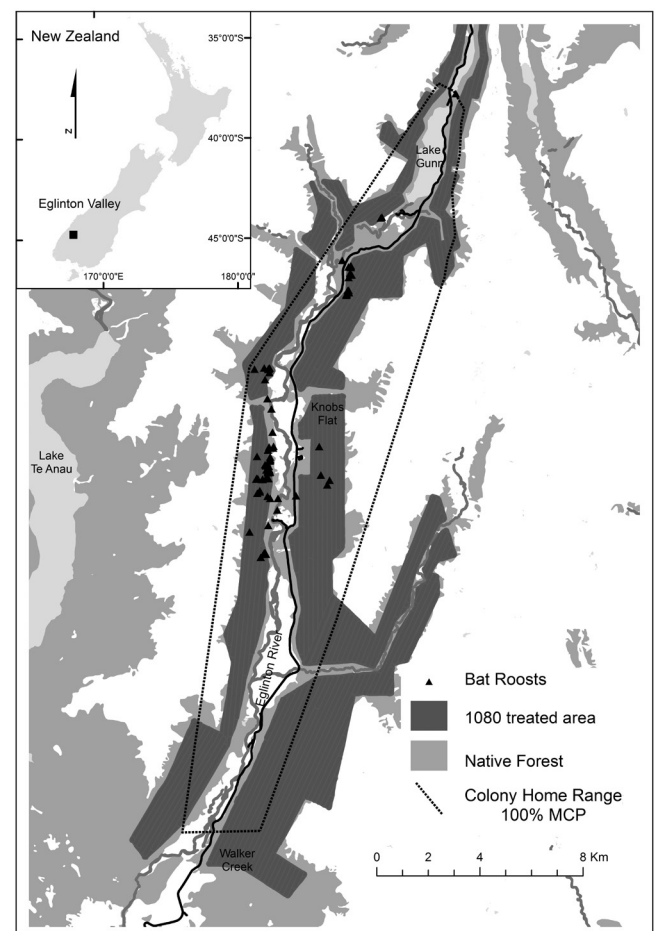 New Zealand
N
Eglinton Valley
35°0'0"S
40°0'0"S
45°0'0"S
170°0'0"E
180°0'0"
Lake
Gunn
Knobs
Flat
Lake
Te Anau
Eglinton River
Walker
Creek
Bat Roosts
1080 treated area
Native Forest
Colony Home Range
100% MCP
0 2 4 8 Km